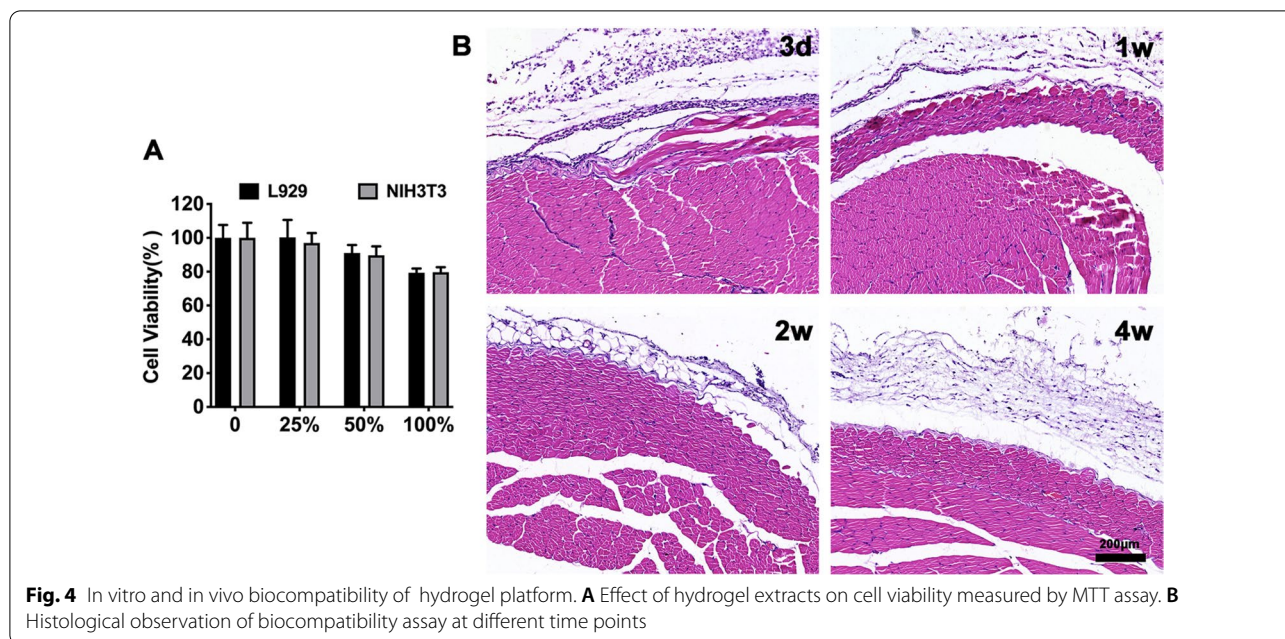 B
3d
1w
A
L929 NIH3T3
120
100
80
60
40
20
0
Cell Viability(%)
0 25% 50% 100%
2w
4w
200µm
Fig. 4 In vitro and in vivo biocompatibility of hydrogel platform. A Effect of hydrogel extracts on cell viability measured by MTT assay. B
Histological observation of biocompatibility assay at different time points